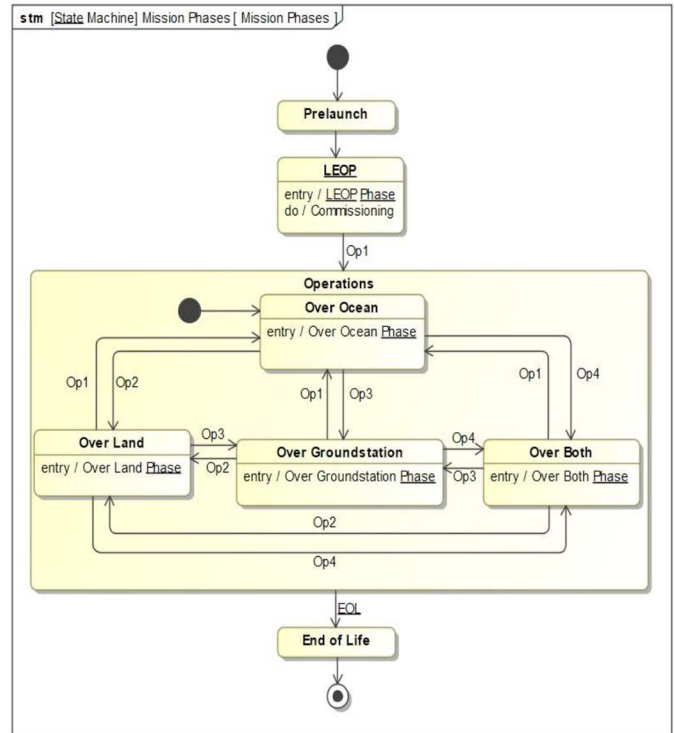 stm [State Machine] Mission Phases [ Mission Phases ]
Prelaunch
LEOP
entry / LEOP Phase
do / Commissioning
Op1
Operations
Over Ocean
entry / Over Ocean Phase
Op1
Op2
Op1
Op3
Op1
Op4
Over Land
entry / Over Land Phase
Op3
Op2
Over Groundstation
entry / Over Groundstation Phase
Op4
Op3
Over Both
entry / Over Both Phase
Op2
Op4
EOL
End of Life